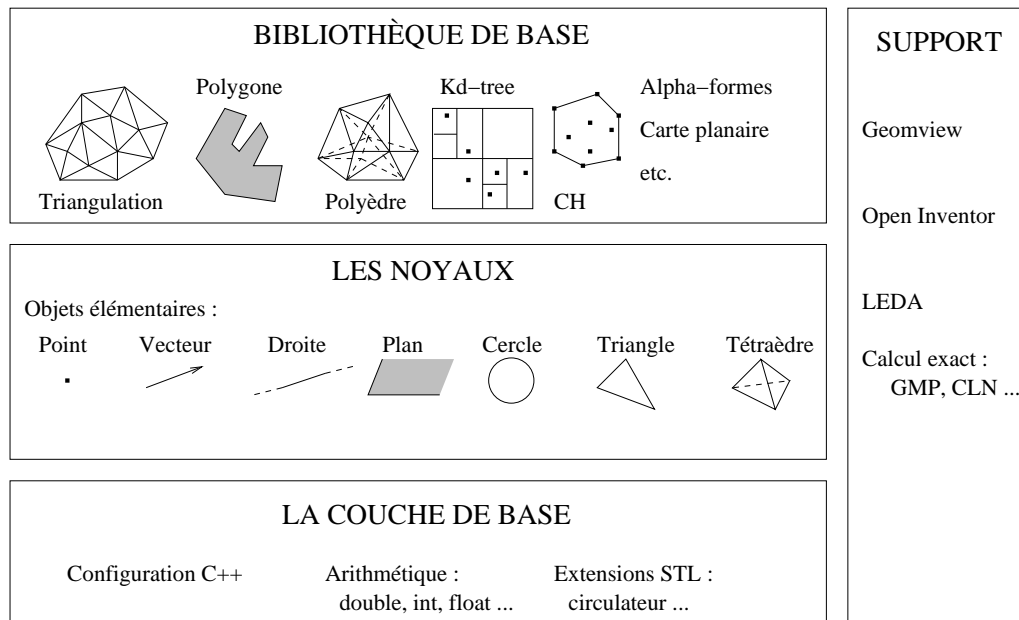 BIBLIOTHÈQUE DE BASE
Polygone
Kd−tree
Alpha−formes
Carte planaire
etc.
Triangulation
Polyèdre
CH
LES NOYAUX
Objets élémentaires :
Point Vecteur Droite Plan Cercle Triangle Tétraèdre
LA COUCHE DE BASE
Configuration C++
Arithmétique :
double, int, float ...
Extensions STL :
circulateur ...
SUPPORT
Geomview
Open Inventor
LEDA
Calcul exact :
GMP, CLN ...